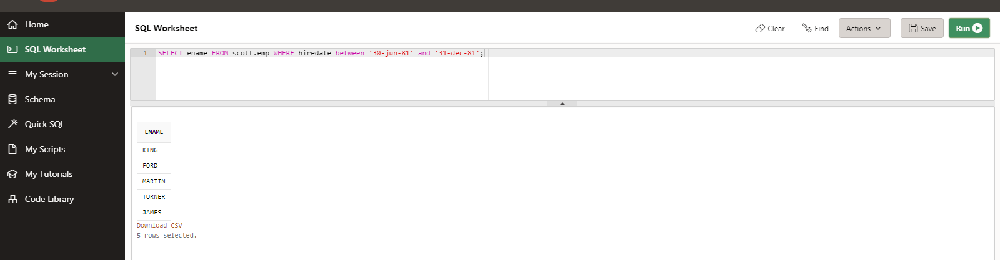 Home
SQL Worksheet
My Session
Schema
Quick SQL
My Scripts
My Tutorials
Code Library
SQL Worksheet
Clear
Find
Actions
Save
Run
1 SELECT ename FROM scott.emp WHERE hiredate between '30-jun-81' and '31-dec-81';
ENAME
KING
FORD
MARTIN
TURNER
JAMES
Download CSV
5 rows selected.